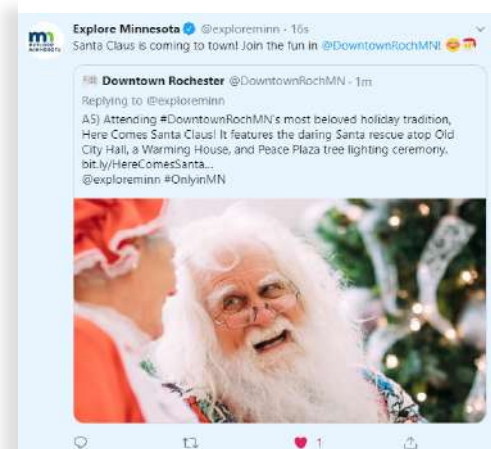 Explore Minnesota @exploreminn · 16s
Santa Claus is coming to town! Join the fun in @DowntownRochMN!
mn
EXPLORE
MINNESOTA
Downtown Rochester @DowntownRochMN · 1m
Replying to @exploreminn
A5) Attending #DowntownRochMN's most beloved holiday tradition,
Here Comes Santa Claus! It features the daring Santa rescue atop Old
City Hall, a Warming House, and Peace Plaza tree lighting ceremony.
bit.ly/HereComesSanta...
@exploreminn #OnlyinMN
1